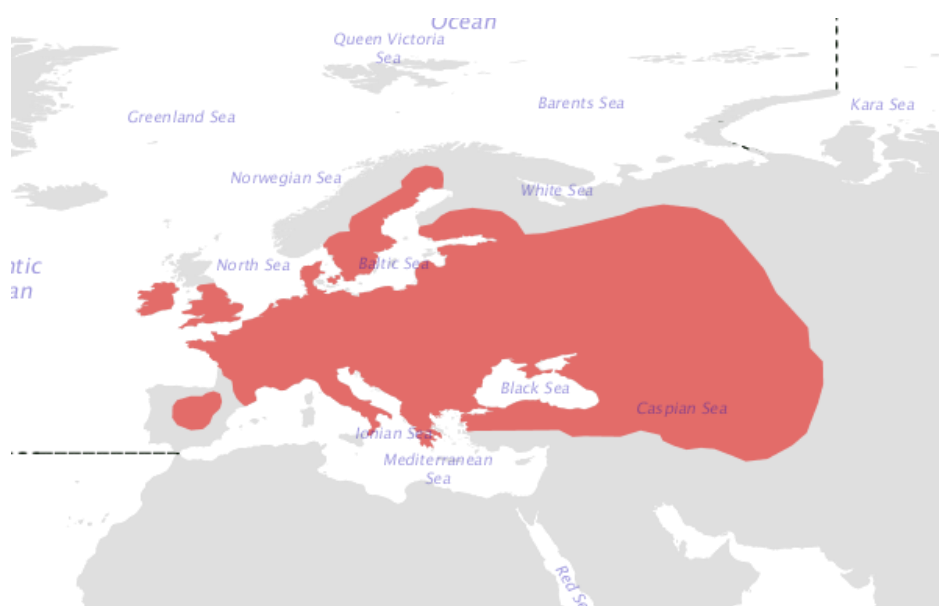 Ocean
Queen Victoria
Sea
Barents Sea
Kara Sea
Greenland Sea
Norwegian Sea
White Sea
North Sea
Baltic Sea
ntic
an
Black Sea
Caspian Sea
Ionian Sea
Mediterranean
Sea
Red Se